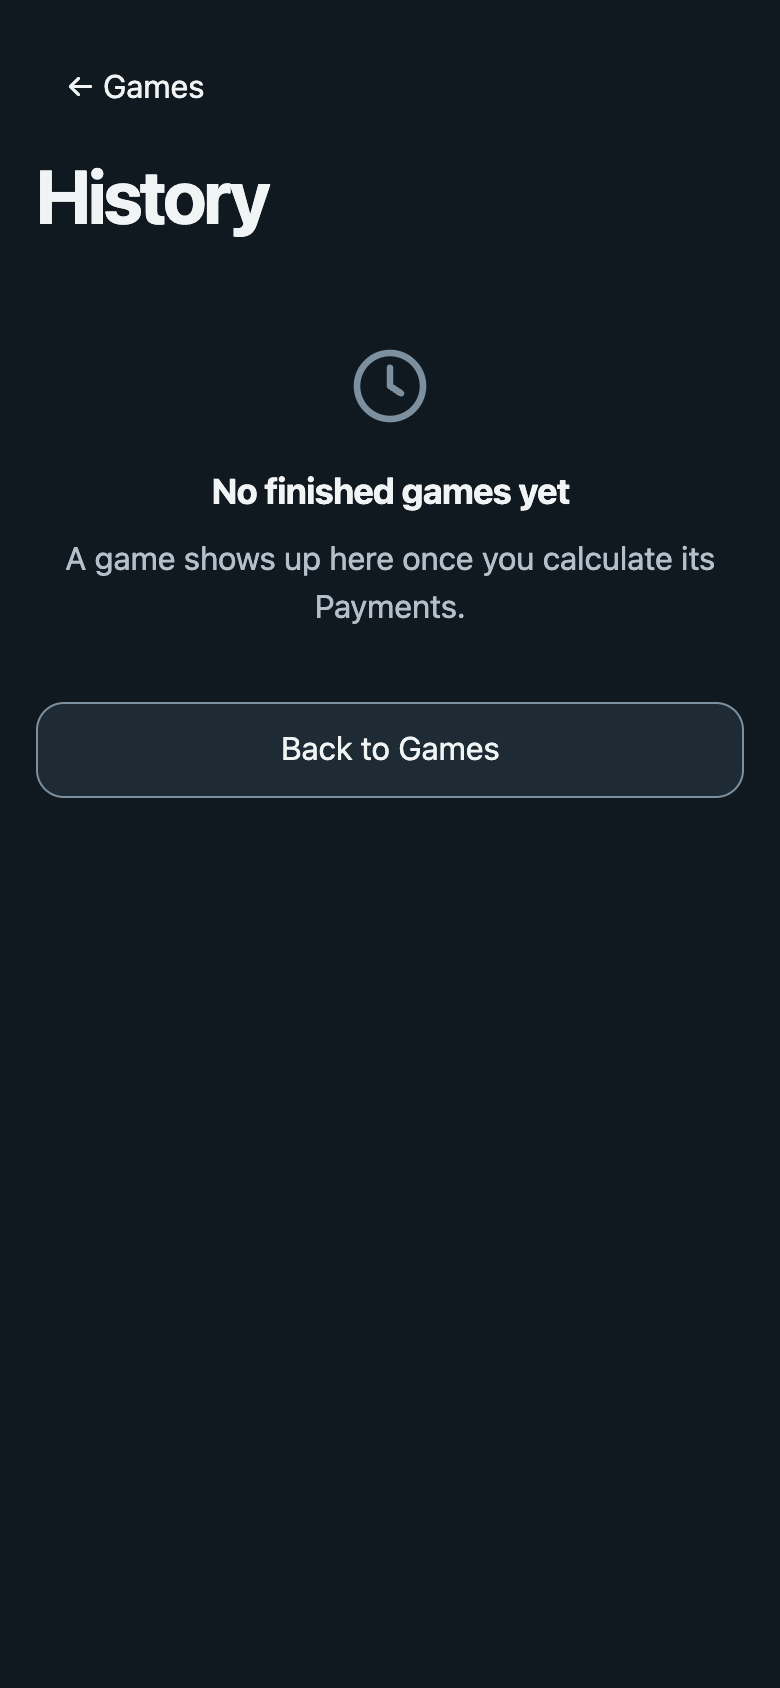 ← Games
History
No finished games yet
A game shows up here once you calculate its
Payments.
Back to Games